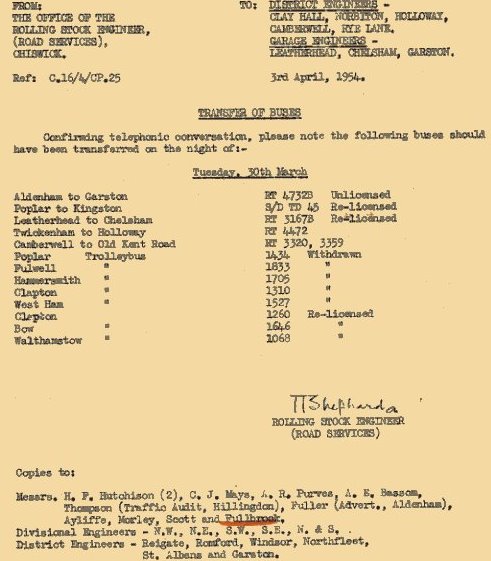 FROM:
THE OFFICE OF THE
ROLLING STOCK ENGINEER,
(ROAD SERVICES),
CHISWICK.
Ref: C.16/4/CP.25
TO: DISTRICT ENGINEERS -
CLAY HALL, NORBITON, HOLLOWAY,
CAMBERWELL, RYE LANE.
GARAGE ENGINEERS -
LEATHERHEAD, CHELSHAM, GARSTON.
3rd April, 1954.
TRANSFER OF BUSES
Confirming telephonic conversation, please note the following buses should
have been transferred on the night of:-
Tuesday, 30th March
Aldenham to Garston RT 4732B Unlicensed
Poplar to Kingston S/D TD 45 Re-licensed
Leatherhead to Chelsham RT 3167B Re-licensed
Twickenham to Holloway RT 4472
Camberwell to Old Kent Road RT 3320, 3359
Poplar Trolleybus 1434 Withdrawn
Fulwell " 1833 "
Hammersmith " 1705 "
Clapton " 1310 "
West Ham " 1527 "
Clapton 1260 Re-licensed
Bow " 1646 "
Walthamstow " 1068 "
TTShephard
ROLLING STOCK ENGINEER
(ROAD SERVICES)
Copies to:
Messrs. H. F. Hutchison (2), C. J. Mays, A. R. Purves, A. E. Bassom,
Thompson (Traffic Audit, Hillingdon), Fuller (Advert., Aldenham),
Ayliffe, Morley, Scott and Fullbrook.
Divisional Engineers - N.W., N.E., S.W., S.E., N. & S.
District Engineers - Reigate, Romford, Windsor, Northfleet,
St. Albans and Garston.